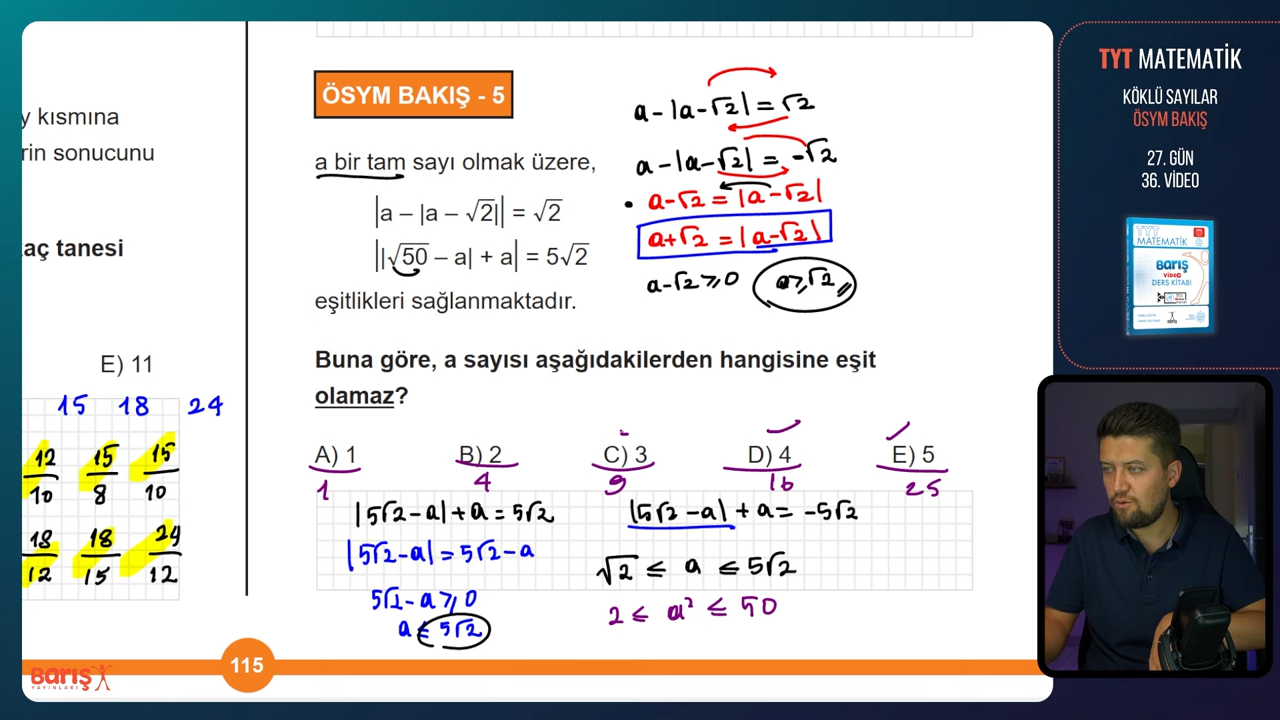 y kısmına
rin sonucunu
aç tanesi
E) 11
15 18 24
12/10 15/8 15/10
18/12 18/15 24/12
ÖSYM BAKIŞ - 5
a bir tam sayı olmak üzere,
|a – |a – √2|| = √2
||√50 – a| + a| = 5√2
eşitlikleri sağlanmaktadır.
a-|a-√2|=√2
a-|a-√2|=-√2
• a-√2=|a-√2|
a+√2=|a-√2|
a-√2≥0 a≥√2
Buna göre, a sayısı aşağıdakilerden hangisine eşit
olamaz?
A) 1 B) 2 C) 3 D) 4 E) 5
1 4 9 16 25
|5√2-a|+a=5√2
|5√2-a|=5√2-a
5√2-a≥0
a≤5√2
|5√2-a|+a=-5√2
√2 ≤ a ≤ 5√2
2 ≤ a² ≤ 50
115
Barış
YAYINLARI
TYT MATEMATİK
KÖKLÜ SAYILAR
ÖSYM BAKIŞ
27. GÜN
36. VİDEO
TYT
MATEMATİK
Barış
VİDEO
DERS KİTABI